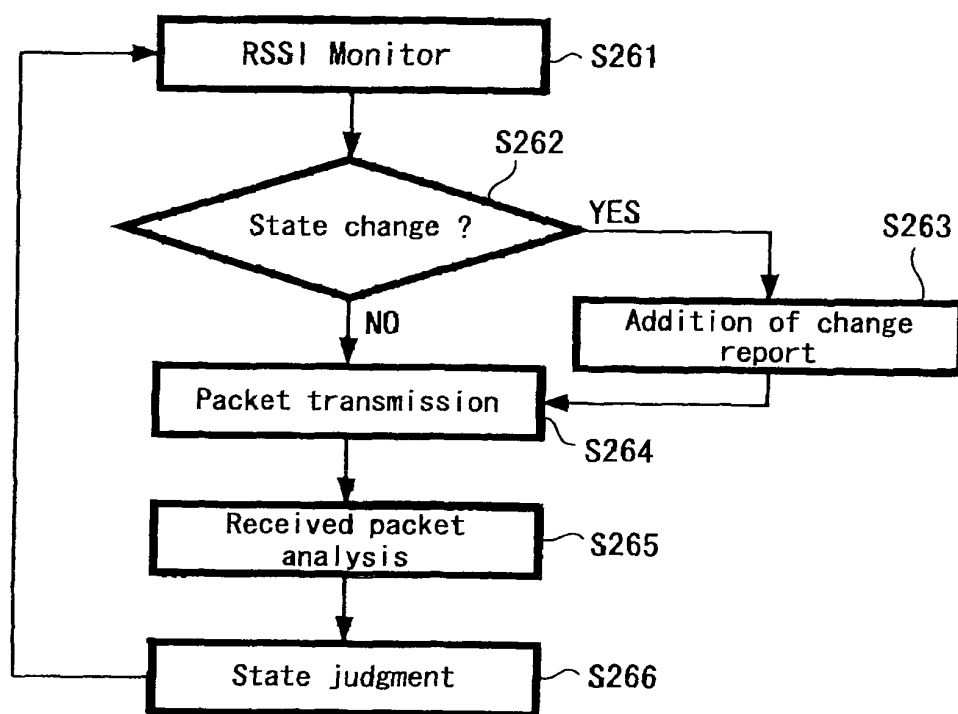 RSSI Monitor
S261
S262
State change ?
YES
S263
Addition of change
report
NO
Packet transmission
S264
Received packet
analysis
S265
State judgment
S266